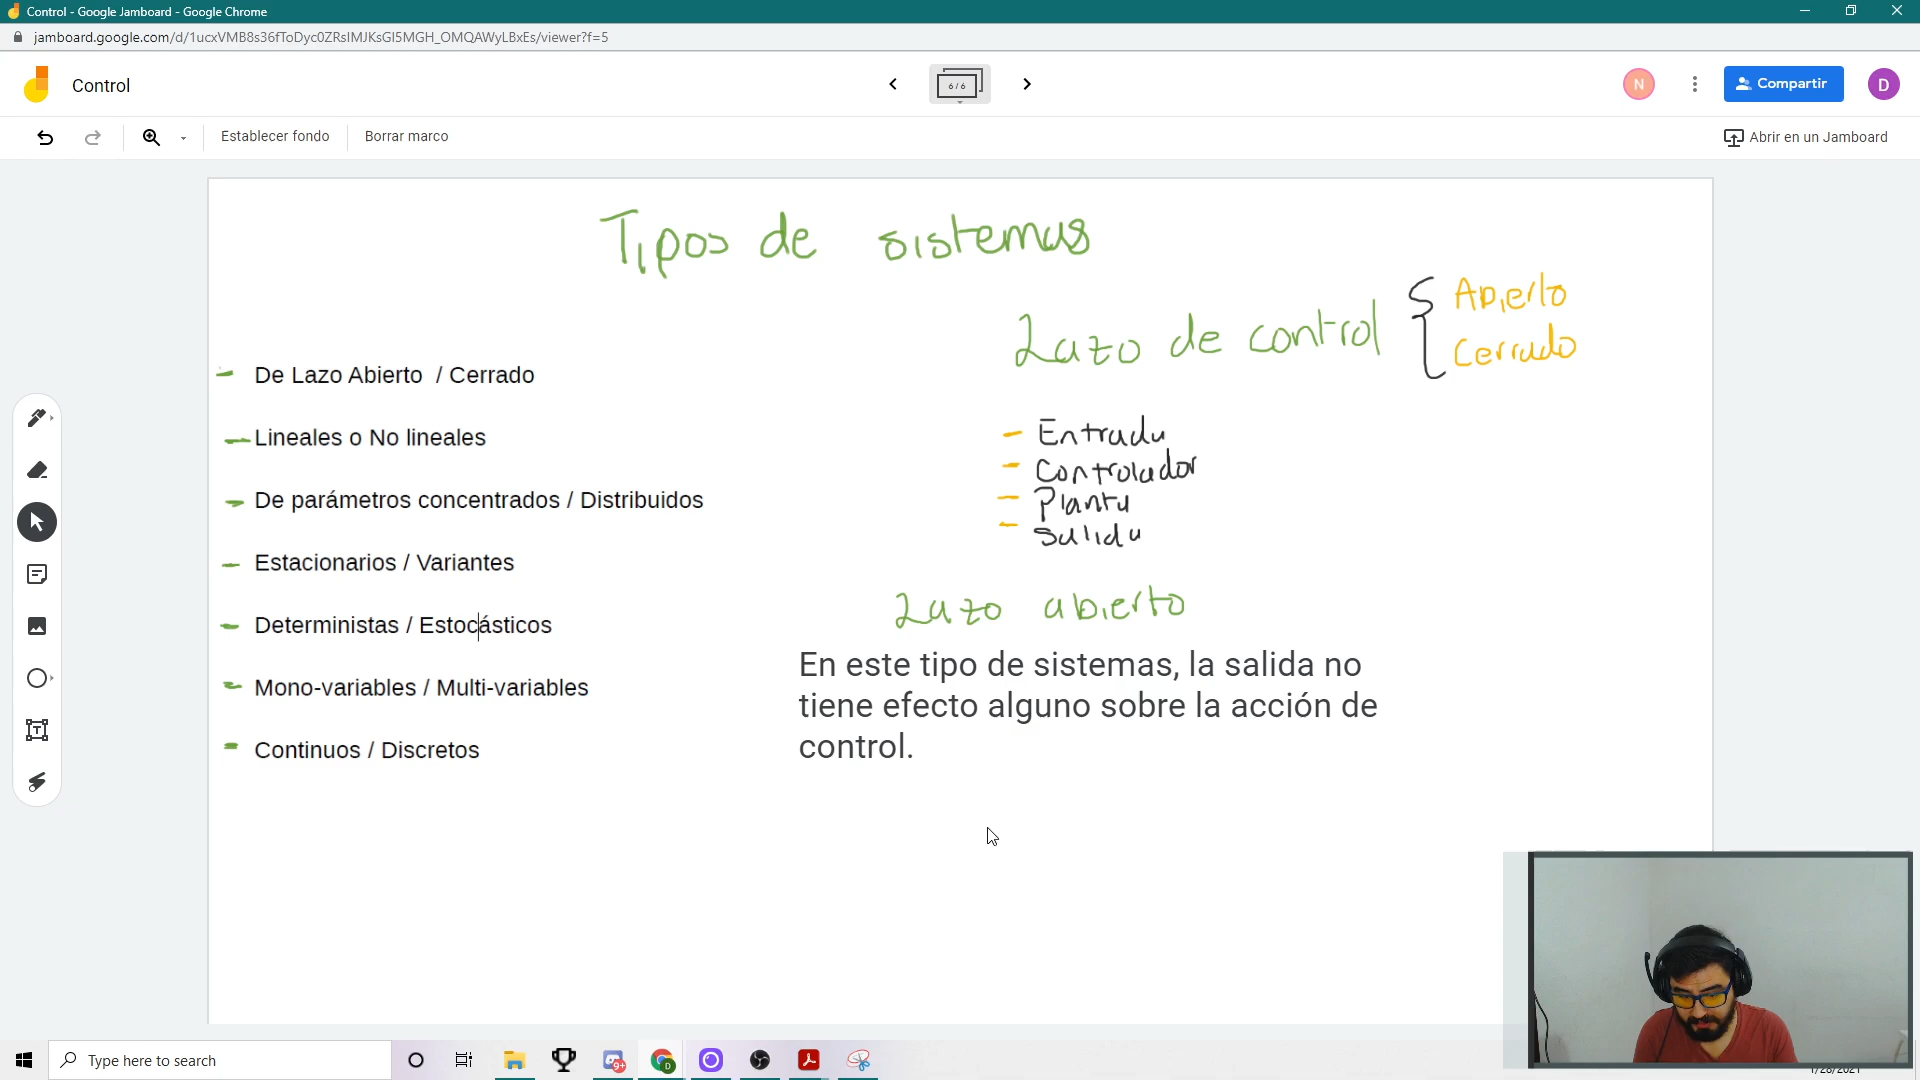 Control - Google Jamboard - Google Chrome
jamboard.google.com/d/1ucxVMB8s36fToDyc0ZRsIMJKsGI5MGH_OMQAWyLBxEs/viewer?f=5
Control
6 / 6
N
Compartir
D
Establecer fondo
Borrar marco
Abrir en un Jamboard
Tipos de sistemas
Lazo de control
Abierto
Cerrado
- De Lazo Abierto / Cerrado
- Lineales o No lineales
- De parámetros concentrados / Distribuidos
- Estacionarios / Variantes
- Deterministas / Estocásticos
- Mono-variables / Multi-variables
- Continuos / Discretos
- Entrada
- Controlador
- Planta
- Salida
Lazo abierto
En este tipo de sistemas, la salida no
tiene efecto alguno sobre la acción de
control.
Type here to search
9+
D
1/28/2021